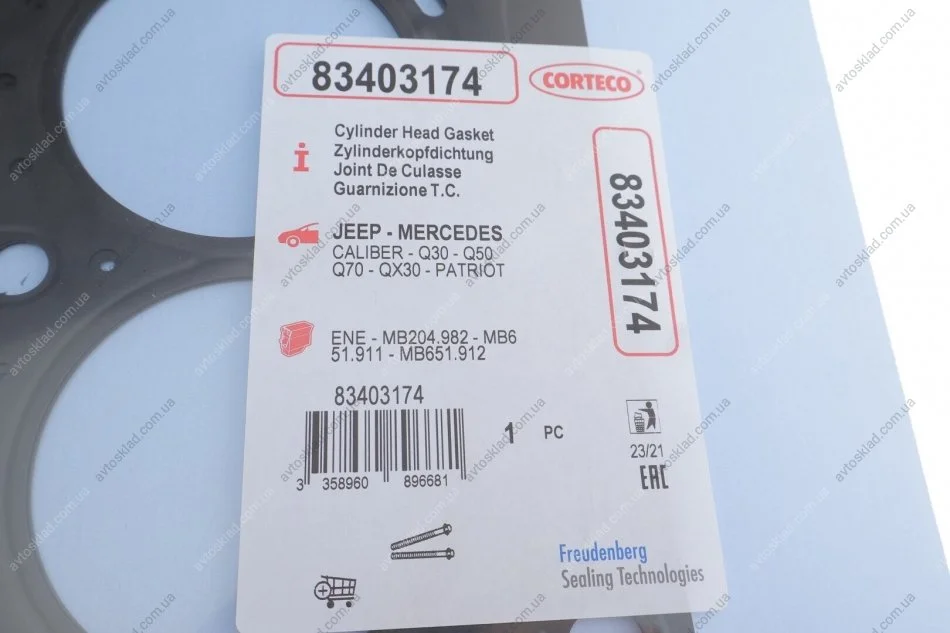 83403174
CORTECO
Cylinder Head Gasket
Zylinderkopfdichtung
Joint De Culasse
Guarnizione T.C.
83403174
JEEP - MERCEDES
CALIBER - Q30 - Q50
Q70 - QX30 - PATRIOT
ENE - MB204.982 - MB6
51.911 - MB651.912
83403174
3 358960 896681
1 PC
23/21
EAC
Freudenberg
Sealing Technologies
avtosklad.com.ua